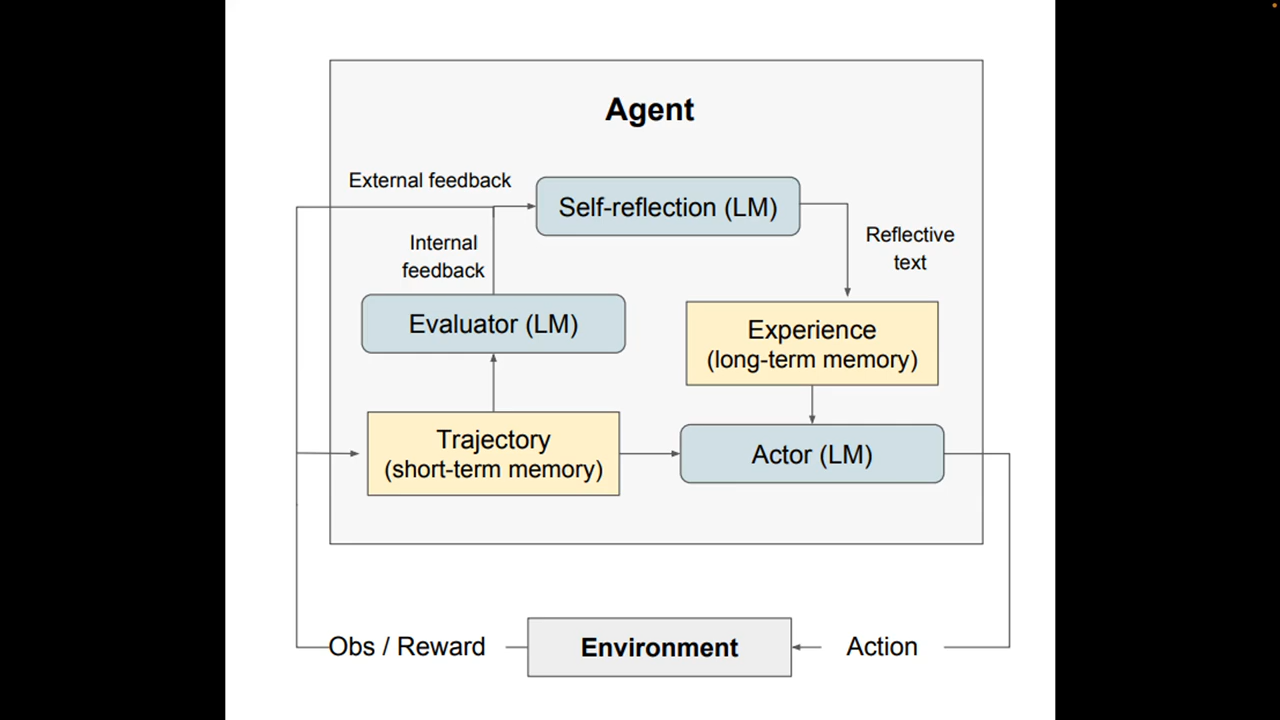 Agent
External feedback
Self-reflection (LM)
Internal
feedback
Reflective
text
Evaluator (LM)
Experience
(long-term memory)
Trajectory
(short-term memory)
Actor (LM)
Obs / Reward
Environment
Action